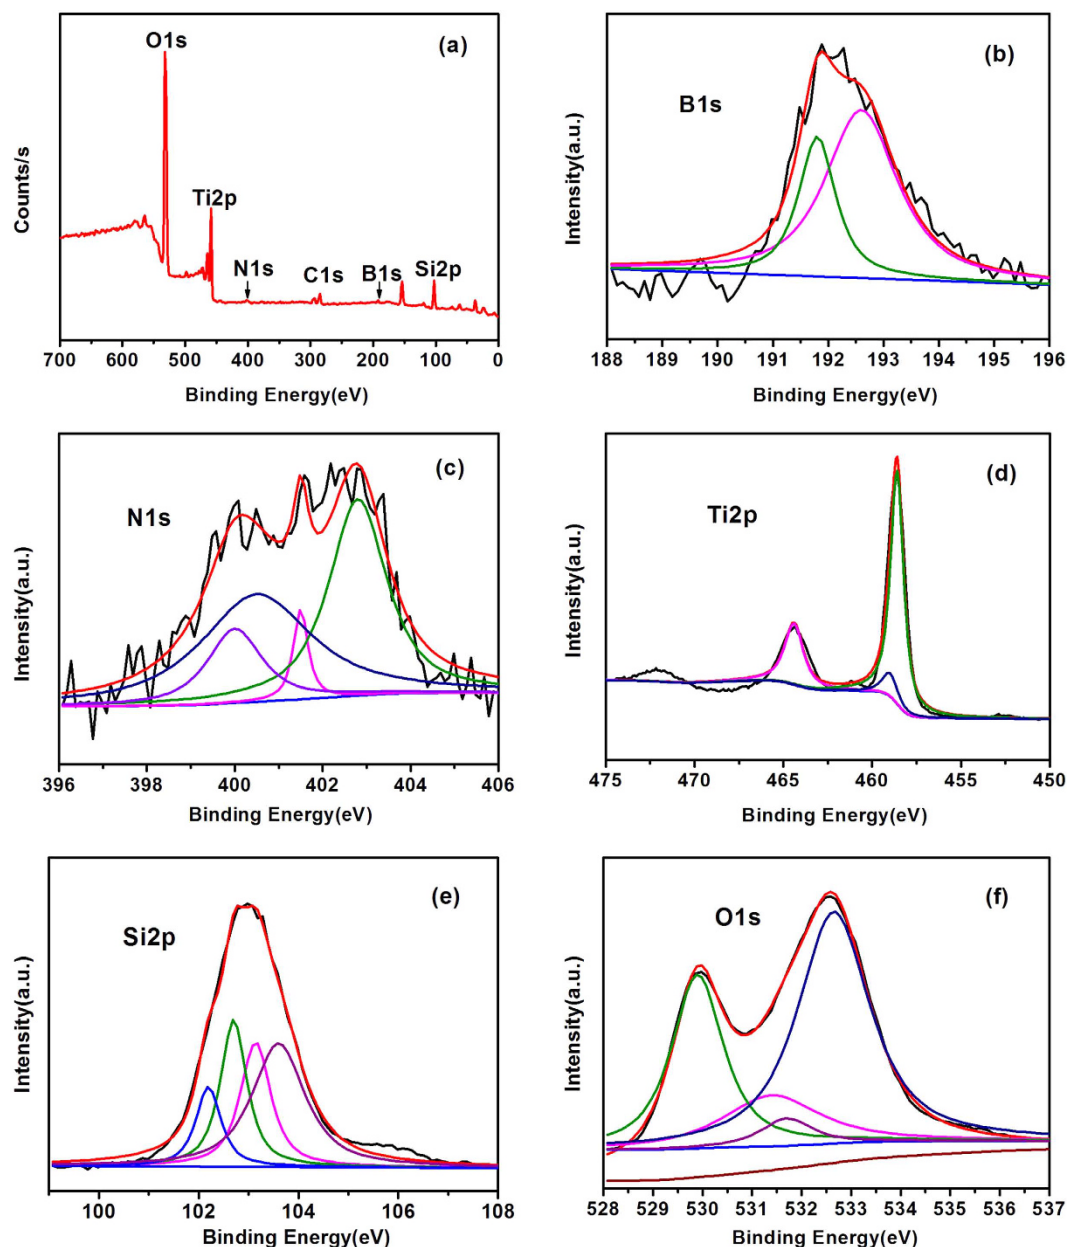 (a)
O1s
Ti2p
N1s
C1s
B1s
Si2p
Counts/s
700 600 500 400 300 200 100 0
Binding Energy(eV)
(b)
B1s
Intensity(a.u.)
188 189 190 191 192 193 194 195 196
Binding Energy(eV)
(c)
N1s
Intensity(a.u.)
396 398 400 402 404 406
Binding Energy(eV)
(d)
Ti2p
Intensity(a.u.)
475 470 465 460 455 450
Binding Energy(eV)
(e)
Si2p
Intensity(a.u.)
100 102 104 106 108
Binding Energy(eV)
(f)
O1s
Intensity(a.u.)
528 529 530 531 532 533 534 535 536 537
Binding Energy(eV)